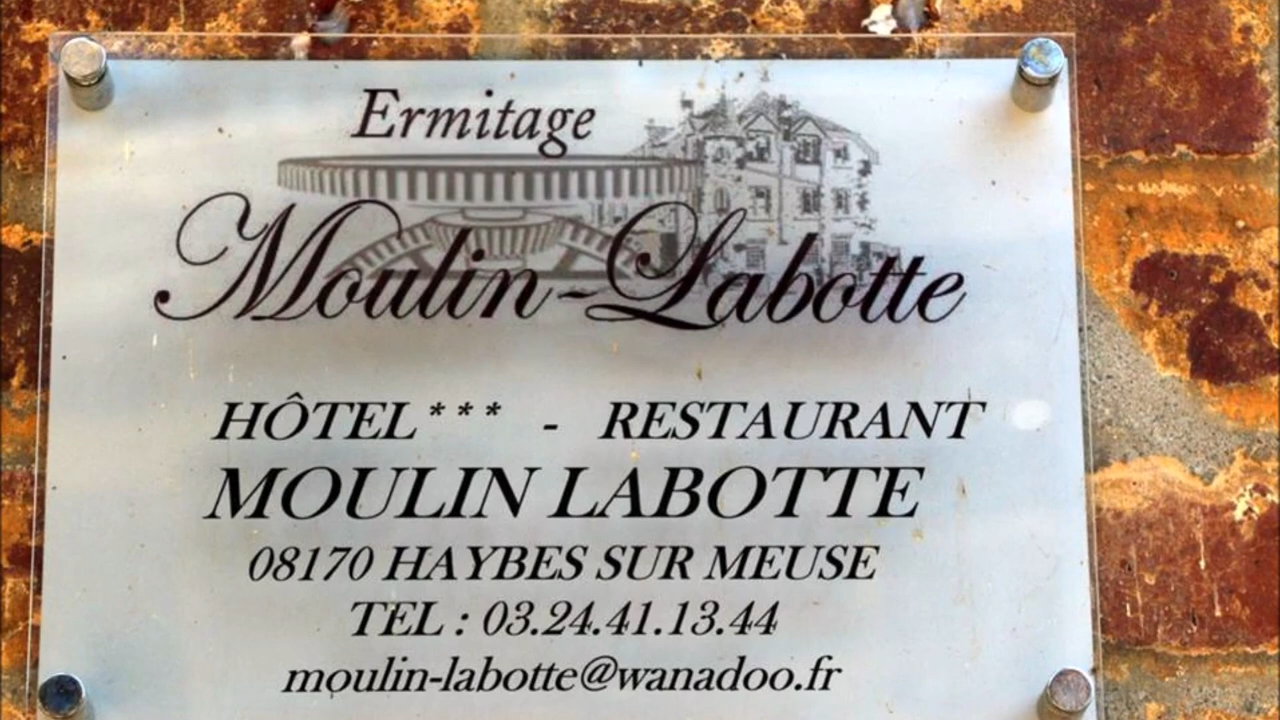 Ermitage
Moulin-Labotte
HÔTEL*** - RESTAURANT
MOULIN LABOTTE
08170 HAYBES SUR MEUSE
TEL : 03.24.41.13.44
moulin-labotte@wanadoo.fr